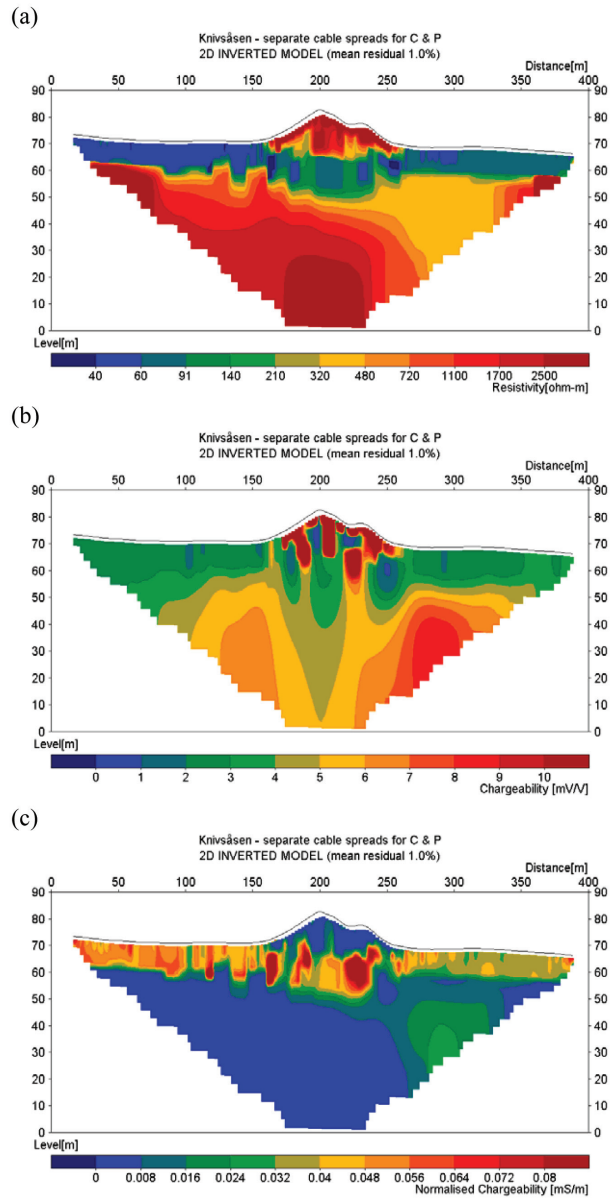 (a)
Knivsåsen - separate cable spreads for C & P
2D INVERTED MODEL (mean residual 1.0%)
Distance[m]
0 50 100 150 200 250 300 350 400
90 90
80 80
70 70
60 60
50 50
40 40
30 30
20 20
10 10
0 0
Level[m]
40 60 91 140 210 320 480 720 1100 1700 2500
Resistivity[ohm-m]
(b)
Knivsåsen - separate cable spreads for C & P
2D INVERTED MODEL (mean residual 1.0%)
Distance[m]
0 50 100 150 200 250 300 350 400
90 90
80 80
70 70
60 60
50 50
40 40
30 30
20 20
10 10
0 0
Level[m]
0 1 2 3 4 5 6 7 8 9 10
Chargeability [mV/V]
(c)
Knivsåsen - separate cable spreads for C & P
2D INVERTED MODEL (mean residual 1.0%)
Distance[m]
0 50 100 150 200 250 300 350 400
90 90
80 80
70 70
60 60
50 50
40 40
30 30
20 20
10 10
0 0
Level[m]
0 0.008 0.016 0.024 0.032 0.04 0.048 0.056 0.064 0.072 0.08
Normalised Chargeability [mS/m]